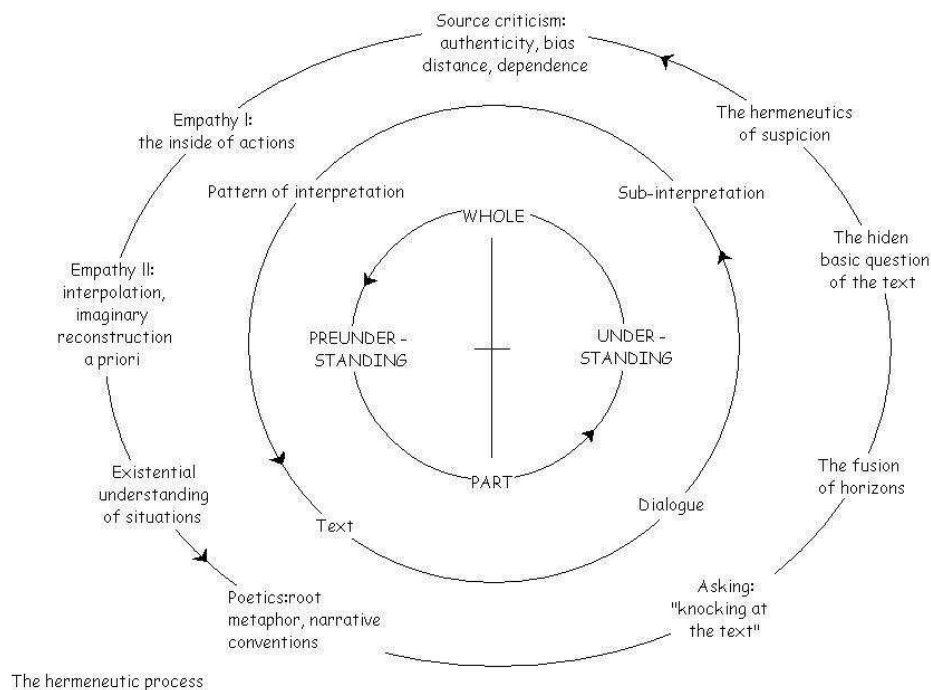 Source criticism:
authenticity, bias
distance, dependence
Empathy I:
the inside of actions
The hermeneutics
of suspicion
Pattern of interpretation
Sub-interpretation
WHOLE
The hiden
basic question
of the text
Empathy II:
interpolation,
imaginary
reconstruction
a priori
PREUNDER -
STANDING
UNDER -
STANDING
Existential
understanding
of situations
The fusion
of horizons
PART
Text
Dialogue
Poetics:root
metaphor, narrative
conventions
Asking:
"knocking at
the text"
The hermeneutic process